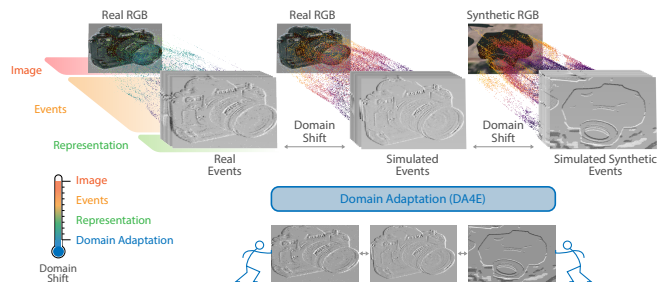 Real RGB
Real RGB
Synthetic RGB
Image
Events
Representation
Domain
Shift
Domain
Shift
Real
Events
Simulated
Events
Simulated Synthetic
Events
Image
Events
Representation
Domain Adaptation
Domain
Shift
Domain Adaptation (DA4E)